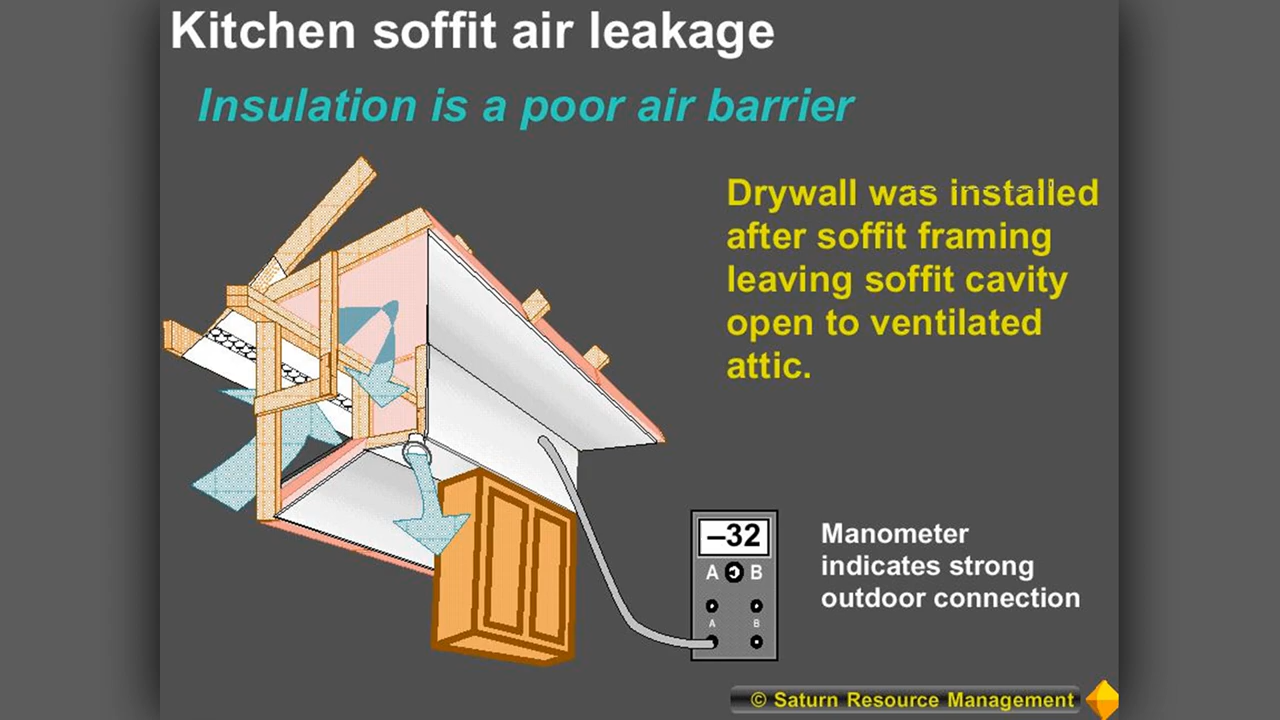 Kitchen soffit air leakage
Insulation is a poor air barrier
Drywall was installed
after soffit framing
leaving soffit cavity
open to ventilated
attic.
–32
A B
A B
Manometer
indicates strong
outdoor connection
© Saturn Resource Management